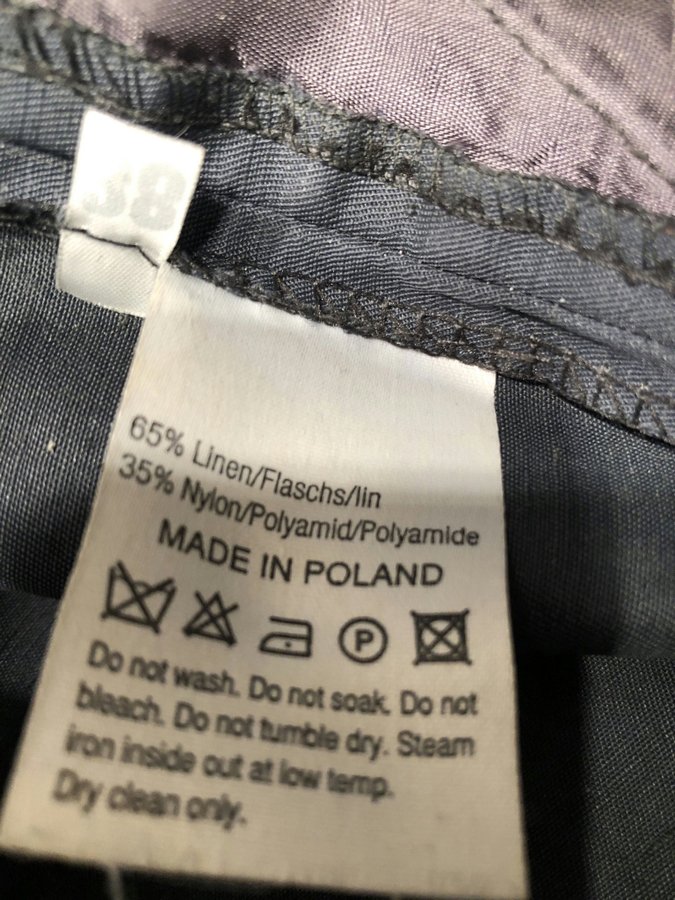 38
65% Linen/Flaschs/lin
35% Nylon/Polyamid/Polyamide
MADE IN POLAND
P
Do not wash. Do not soak. Do not
bleach. Do not tumble dry. Steam
iron inside out at low temp.
Dry clean only.